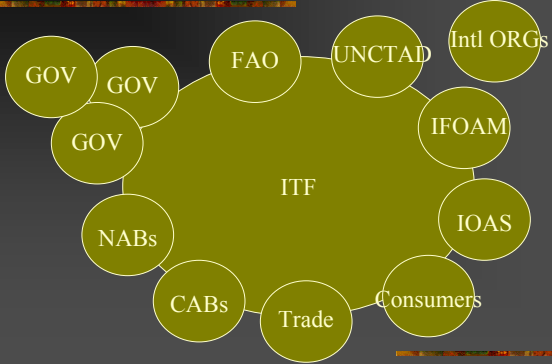 Intl ORGs
UNCTAD
FAO
GOV
GOV
IFOAM
GOV
ITF
IOAS
NABs
Consumers
CABs
Trade